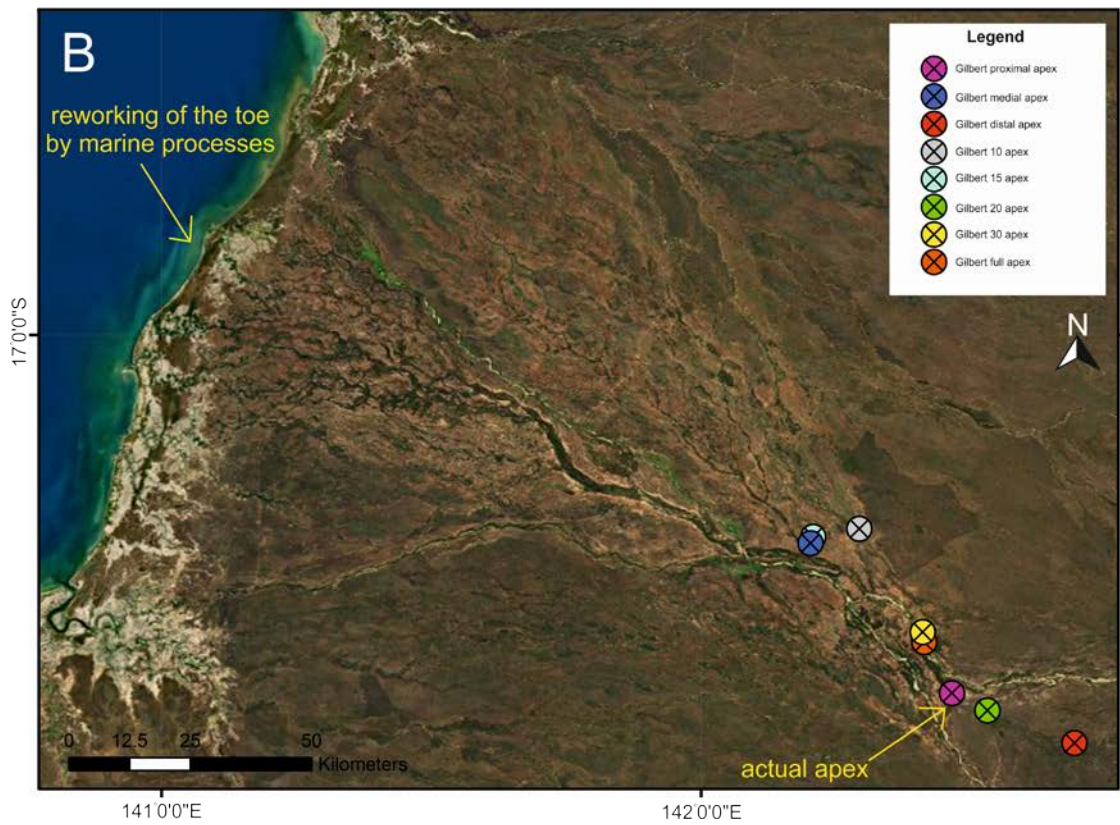 B
reworking of the toe
by marine processes
Legend
Gilbert proximal apex
Gilbert medial apex
Gilbert distal apex
Gilbert 10 apex
Gilbert 15 apex
Gilbert 20 apex
Gilbert 30 apex
Gilbert full apex
N
17°0'0"S
actual apex
0 12.5 25 50
Kilometers
141°0'0"E
142°0'0"E